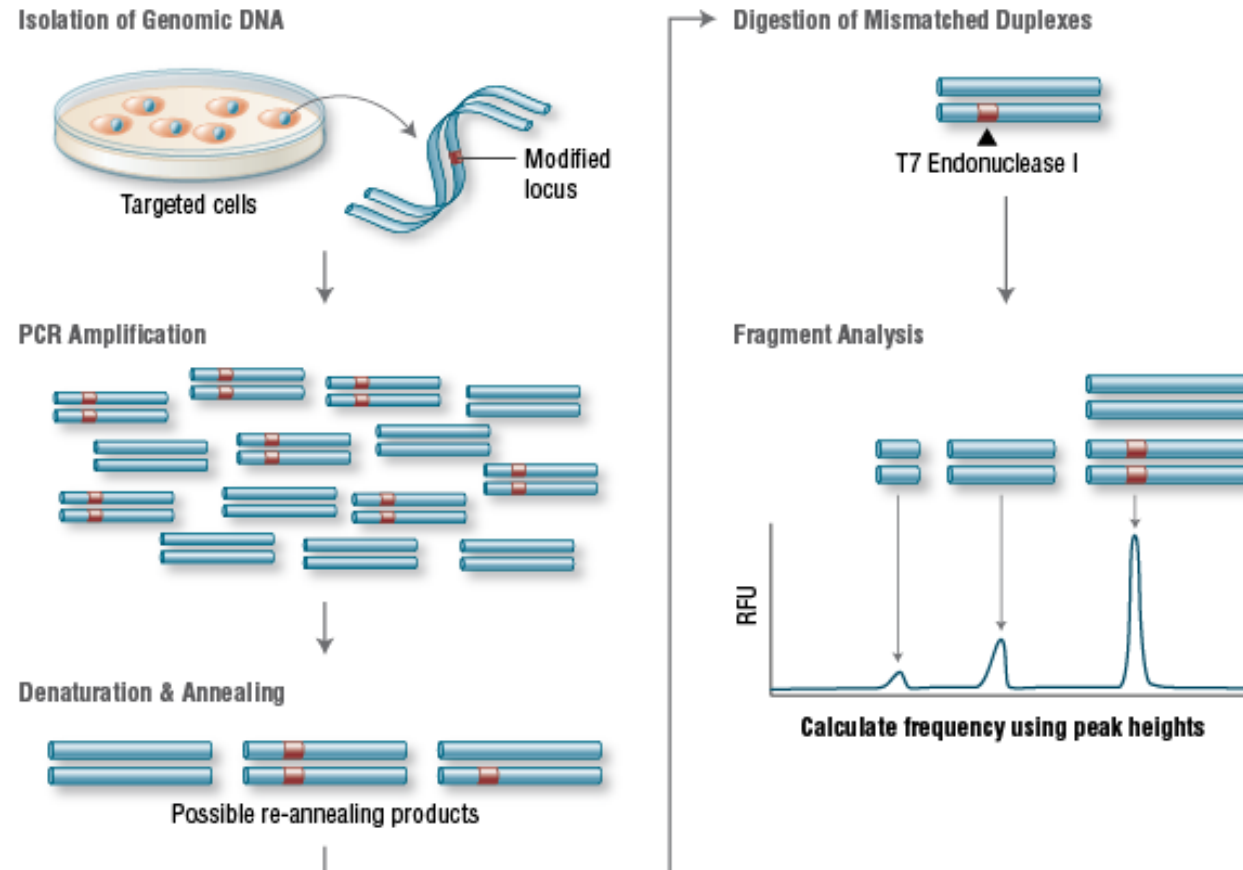 Isolation of Genomic DNA
Targeted cells
Modified
locus
PCR Amplification
Denaturation & Annealing
Possible re-annealing products
Digestion of Mismatched Duplexes
T7 Endonuclease I
Fragment Analysis
RFU
Calculate frequency using peak heights